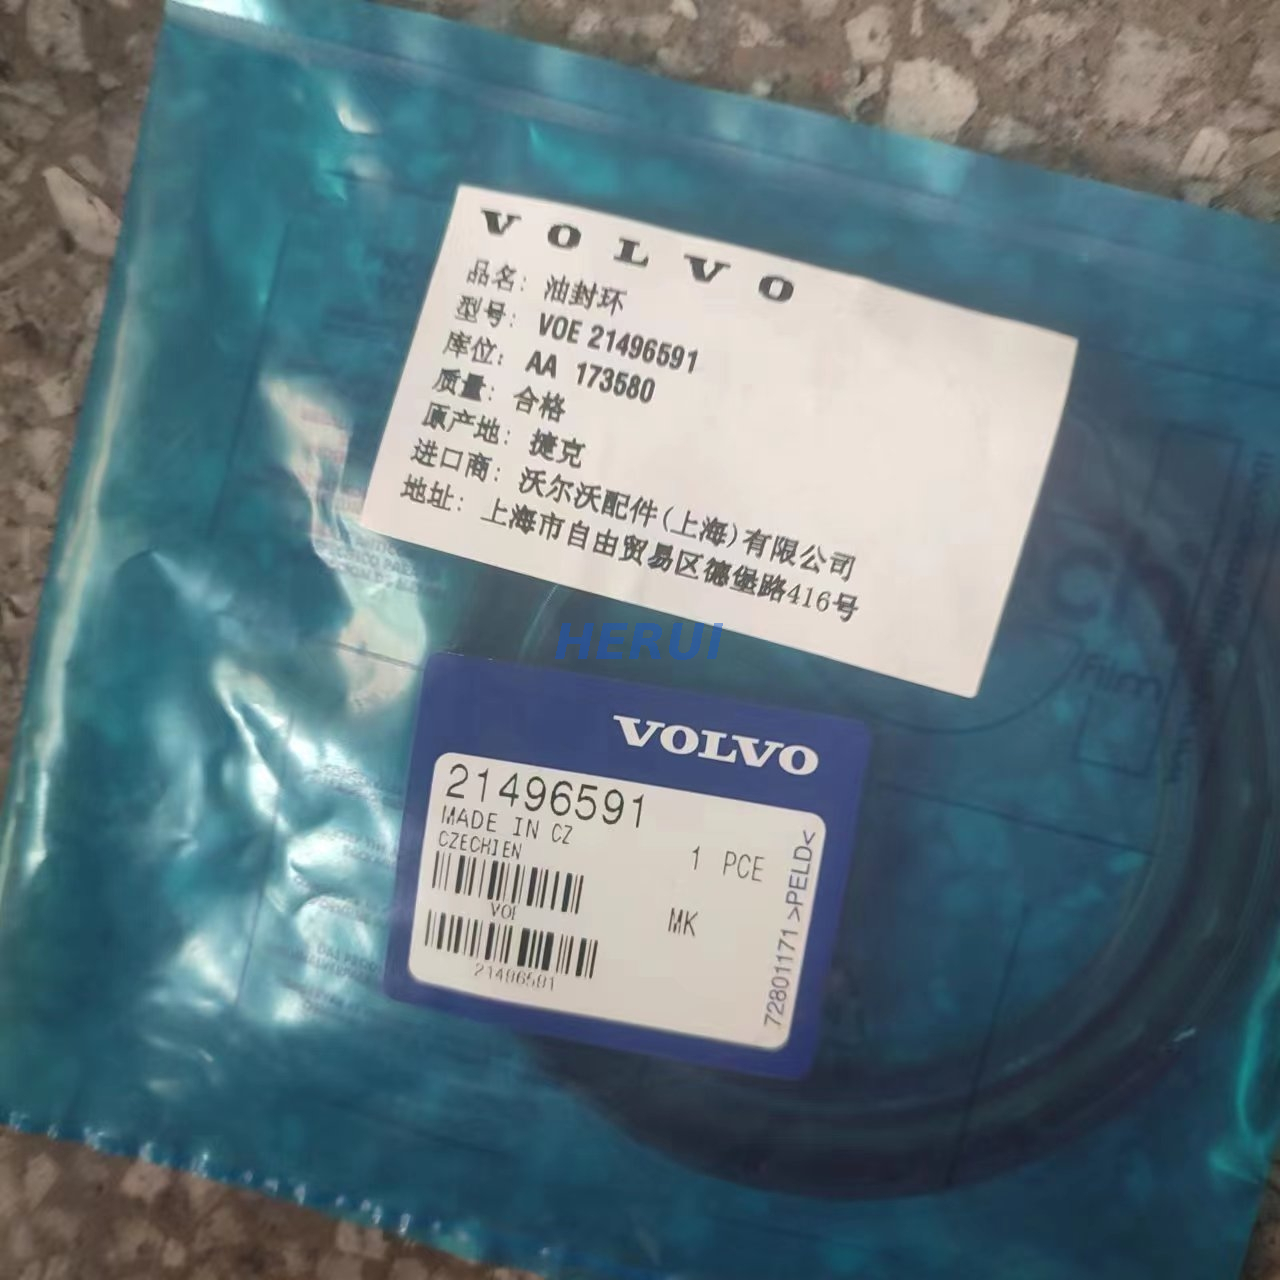 VOLVO
品名: 油封环
型号: VOE 21496591
库位: AA 173580
质量: 合格
原产地: 捷克
进口商: 沃尔沃配件(上海)有限公司
地址: 上海市自由贸易区德堡路416号
HERUi
VOLVO
21496591
MADE IN CZ
CZECHIEN
1 PCE
VOE
MK
21496591
72801171 >PELD<
film